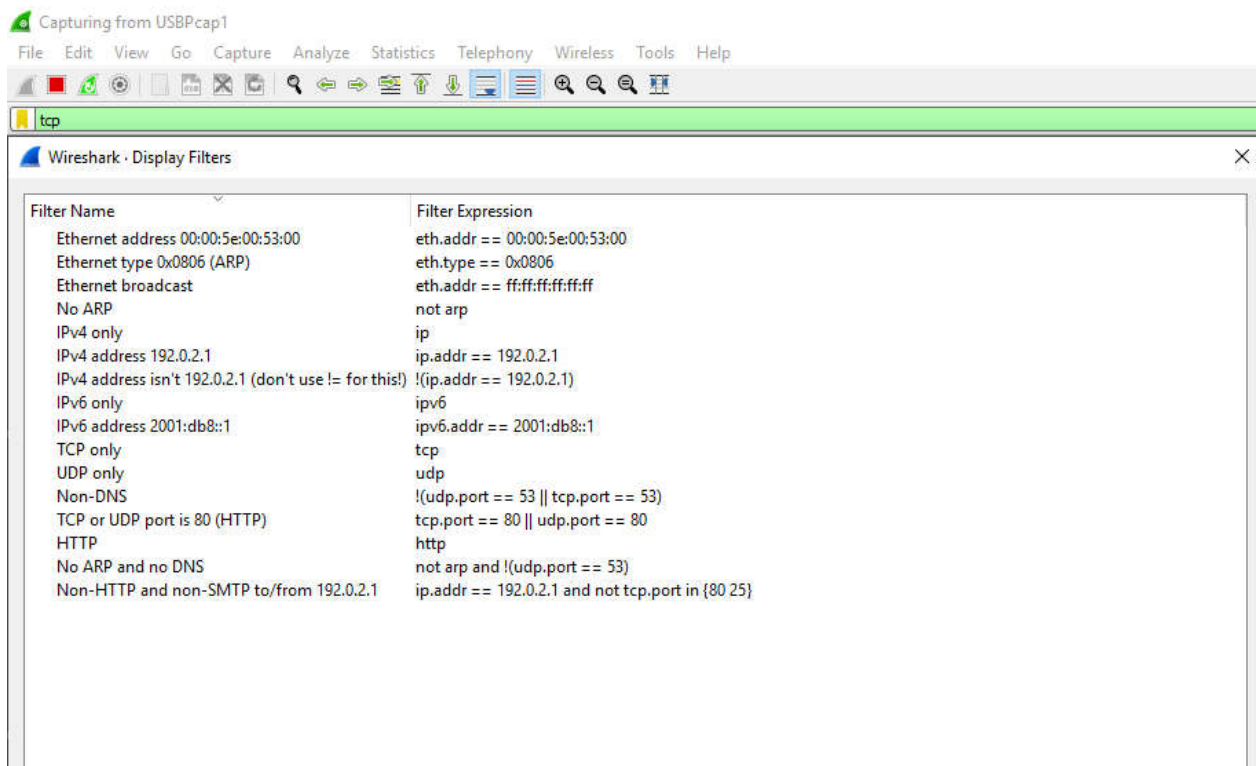 Capturing from USBPcap1
File Edit View Go Capture Analyze Statistics Telephony Wireless Tools Help
tcp
Wireshark · Display Filters
Filter Name Filter Expression
Ethernet address 00:00:5e:00:53:00 eth.addr == 00:00:5e:00:53:00
Ethernet type 0x0806 (ARP) eth.type == 0x0806
Ethernet broadcast eth.addr == ff:ff:ff:ff:ff:ff
No ARP not arp
IPv4 only ip
IPv4 address 192.0.2.1 ip.addr == 192.0.2.1
IPv4 address isn't 192.0.2.1 (don't use != for this!) !(ip.addr == 192.0.2.1)
IPv6 only ipv6
IPv6 address 2001:db8::1 ipv6.addr == 2001:db8::1
TCP only tcp
UDP only udp
Non-DNS !(udp.port == 53 || tcp.port == 53)
TCP or UDP port is 80 (HTTP) tcp.port == 80 || udp.port == 80
HTTP http
No ARP and no DNS not arp and !(udp.port == 53)
Non-HTTP and non-SMTP to/from 192.0.2.1 ip.addr == 192.0.2.1 and not tcp.port in {80 25}